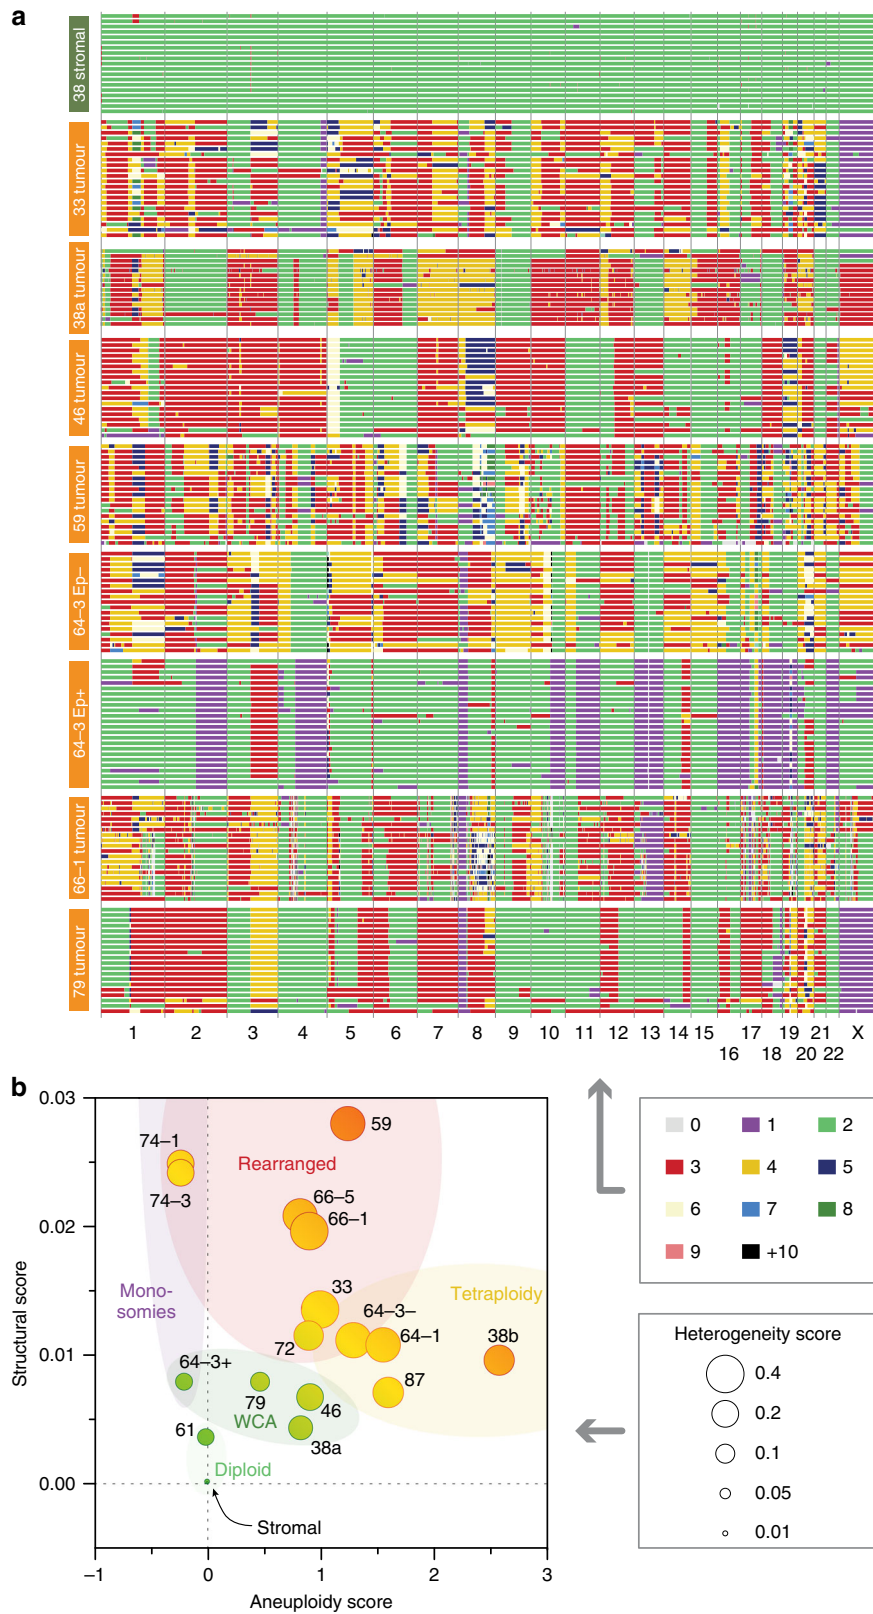 a
38 stromal
33 tumour
38a tumour
46 tumour
59 tumour
64–3 Ep–
64–3 Ep+
66–1 tumour
79 tumour
1 2 3 4 5 6 7 8 9 10 11 12 13 14 15 16 17 18 19 20 21 22 X
b
0.03
0.02
0.01
0.00
Structural score
–1 0 1 2 3
Aneuploidy score
74–1
74–3
59
Rearranged
66–5
66–1
Mono-
somies
33
64–3–
Tetraploidy
72
64–1
38b
64–3+
87
79
46
WCA
61
38a
Diploid
Stromal
0 1 2
3 4 5
6 7 8
9 +10
Heterogeneity score
0.4
0.2
0.1
0.05
0.01